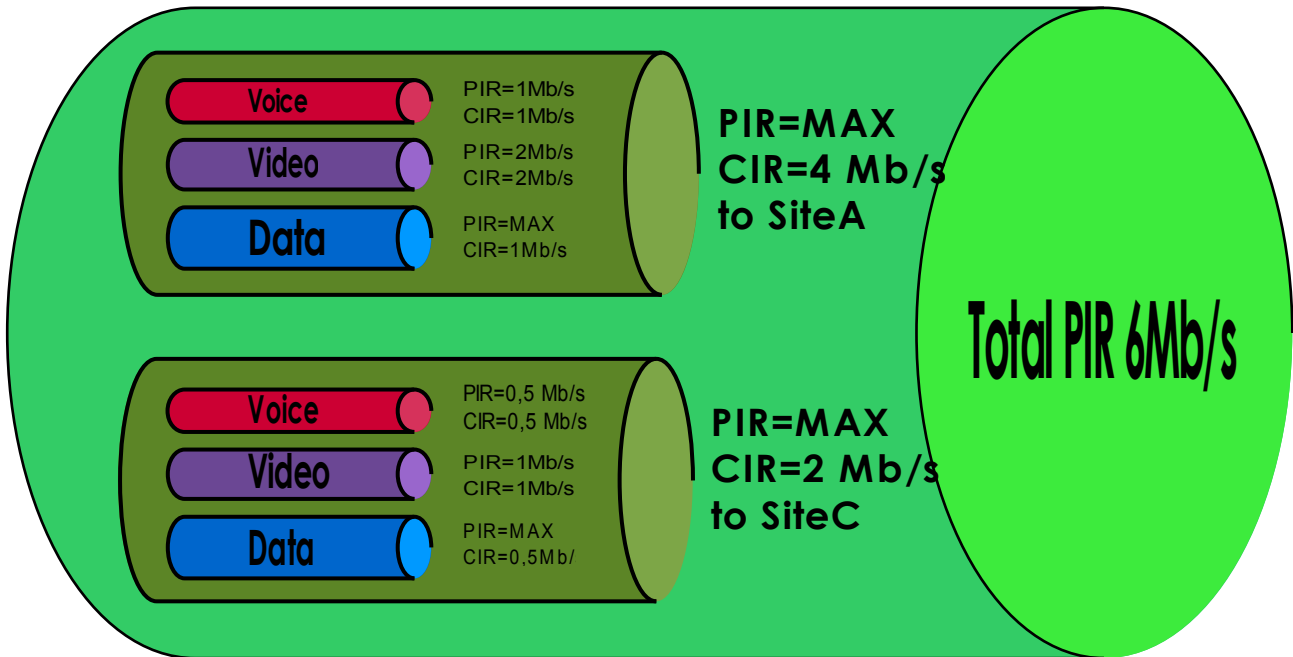 Voice
PIR=1Mb/s
CIR=1Mb/s
Video
PIR=2Mb/s
CIR=2Mb/s
Data
PIR=MAX
CIR=1Mb/s
PIR=MAX
CIR=4 Mb/s
to SiteA
Total PIR 6Mb/s
Voice
PIR=0,5 Mb/s
CIR=0,5 Mb/s
Video
PIR=1Mb/s
CIR=1Mb/s
Data
PIR=MAX
CIR=0,5Mb/
PIR=MAX
CIR=2 Mb/s
to SiteC